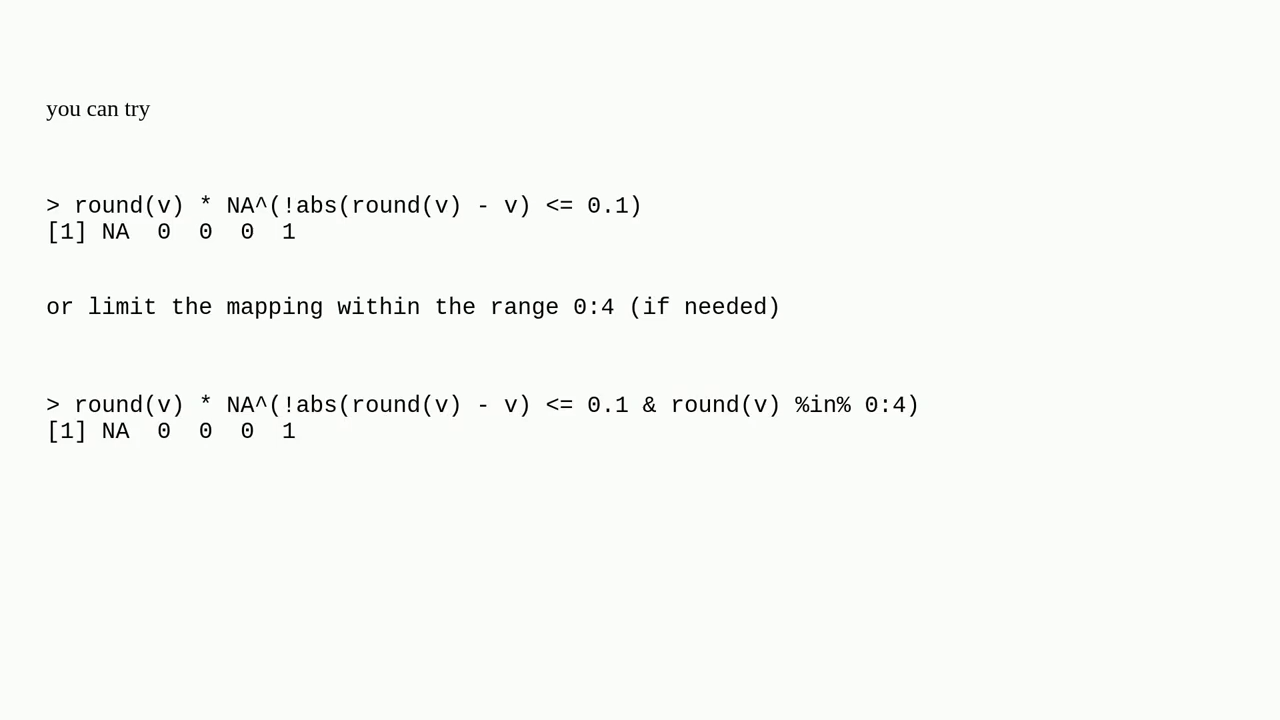 you can try
> round(v) * NA^(!abs(round(v) - v) <= 0.1)
[1] NA  0  0  0  1
or limit the mapping within the range 0:4 (if needed)
> round(v) * NA^(!abs(round(v) - v) <= 0.1 & round(v) %in% 0:4)
[1] NA  0  0  0  1